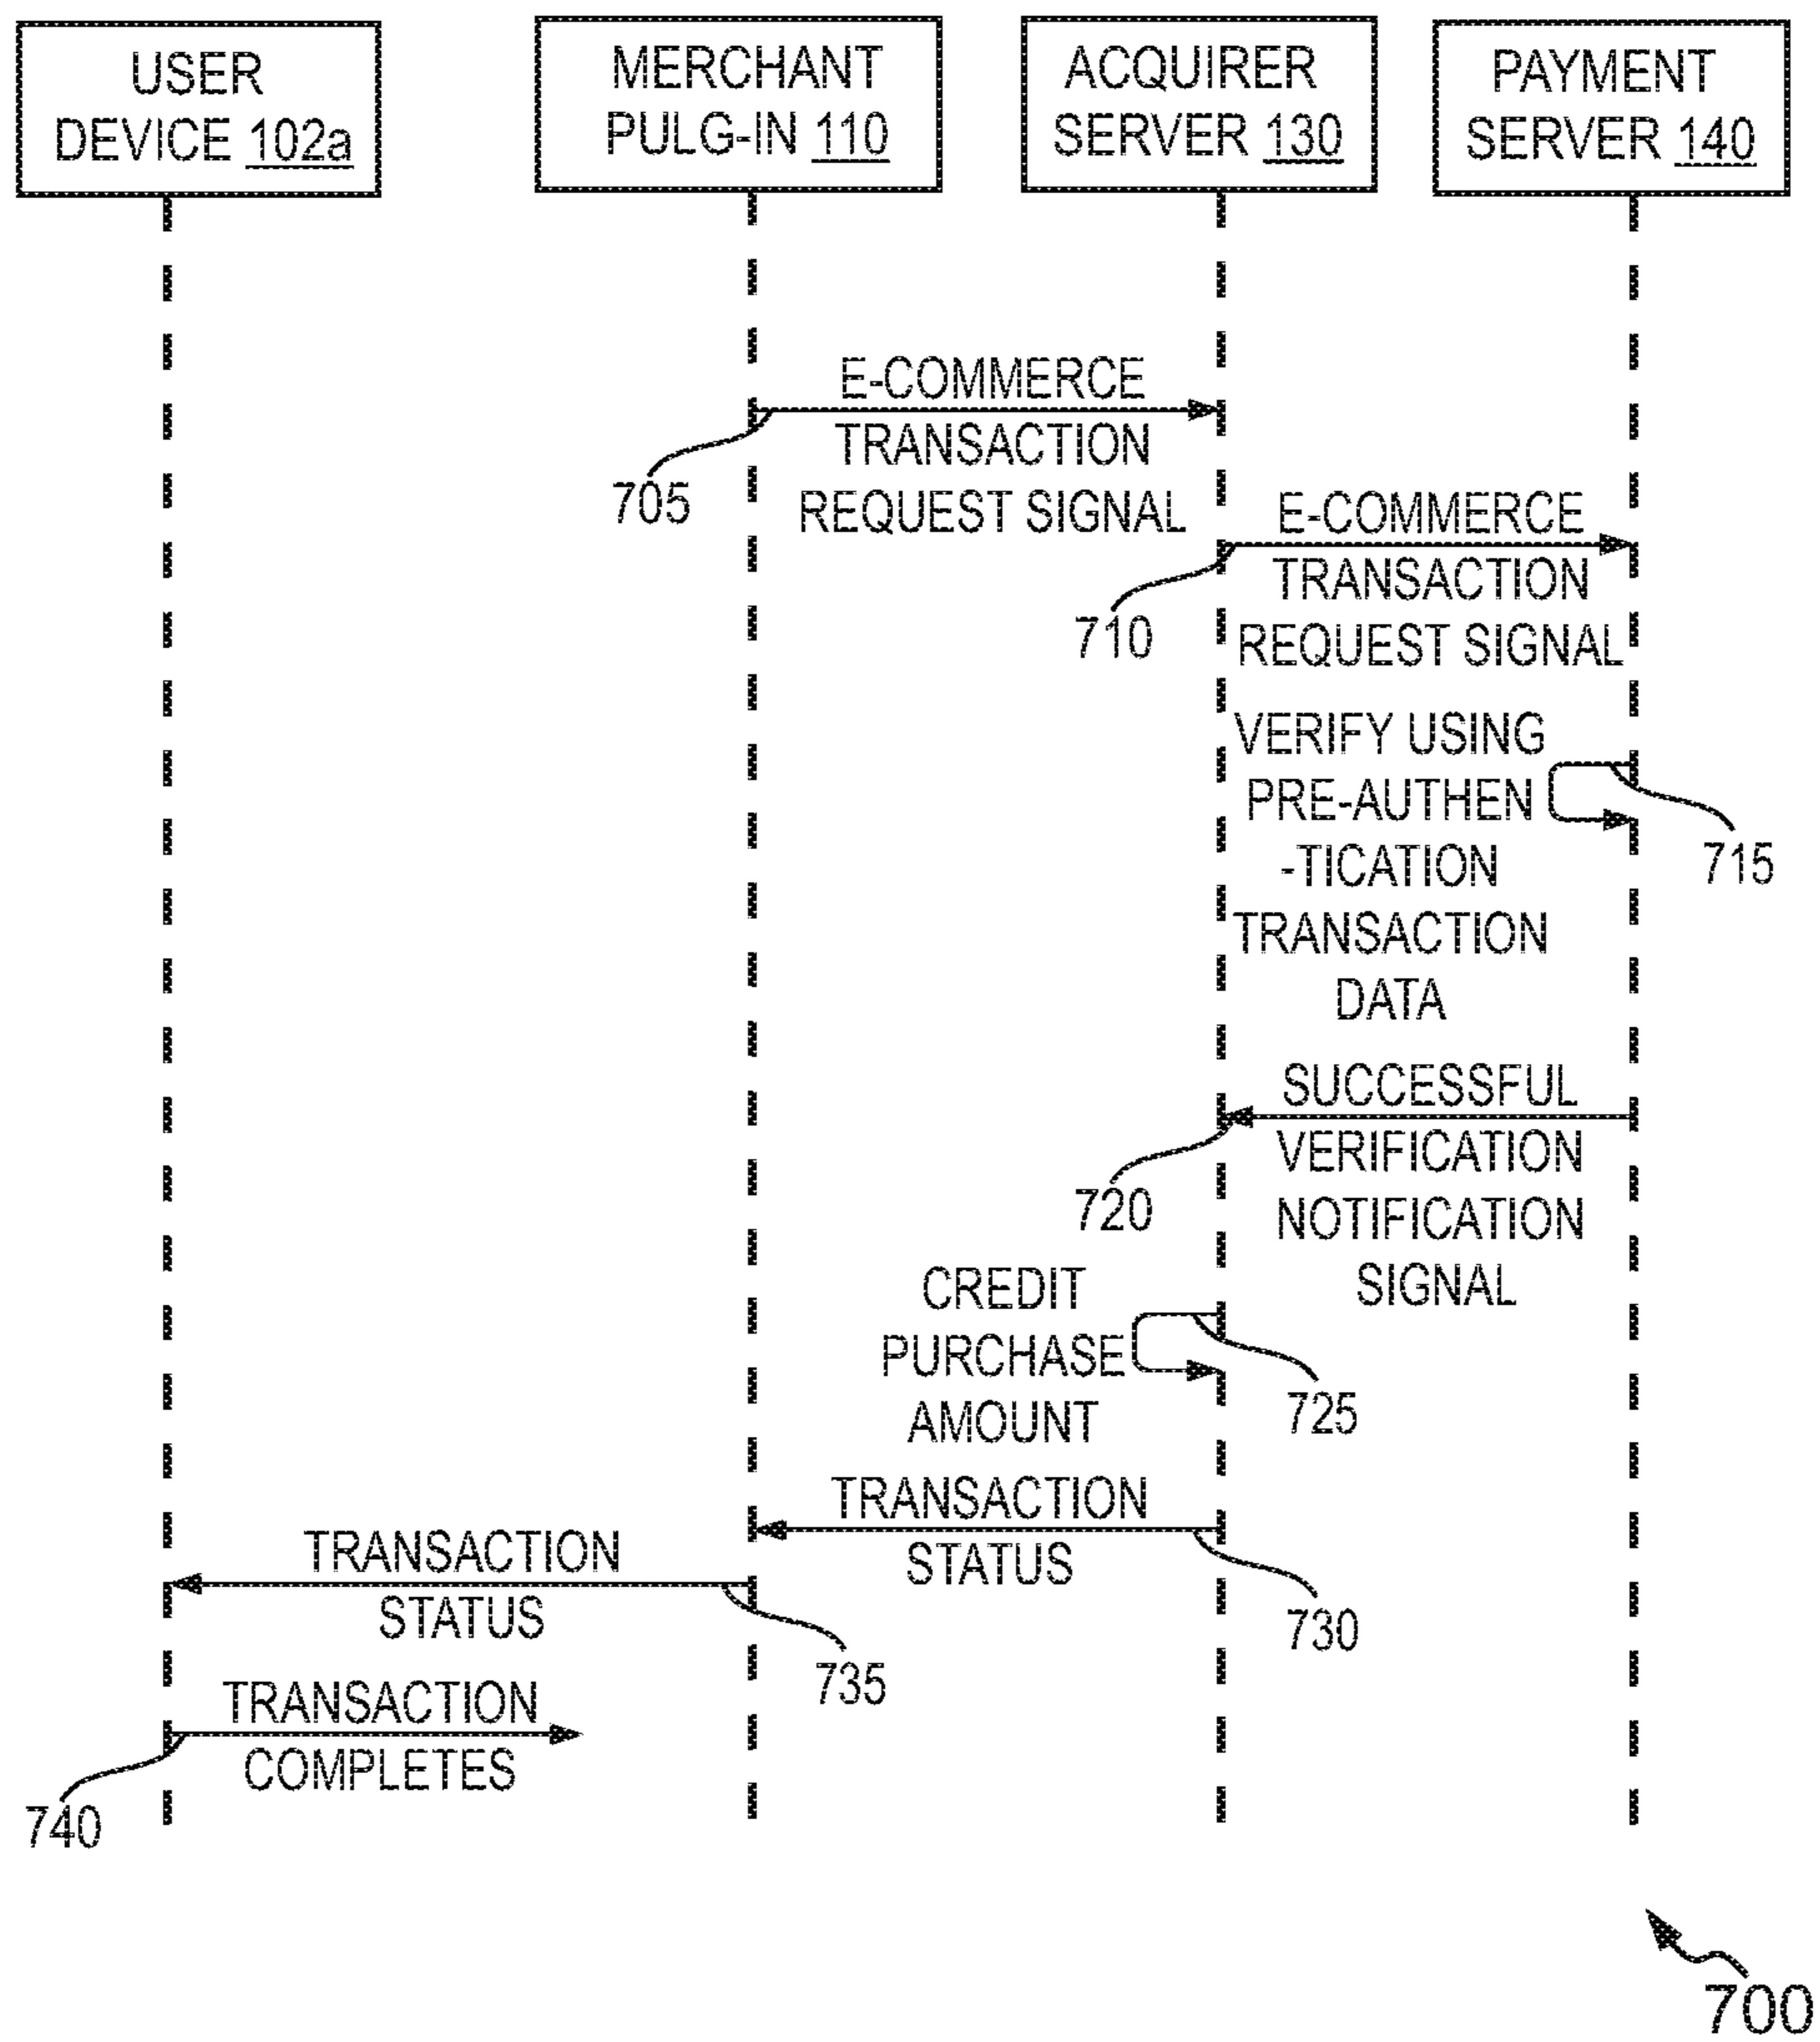 USER
DEVICE 102a
MERCHANT
PULG-IN 110
ACQUIRER
SERVER 130
PAYMENT
SERVER 140
E-COMMERCE
TRANSACTION
REQUEST SIGNAL
705
E-COMMERCE
TRANSACTION
REQUEST SIGNAL
710
VERIFY USING
PRE-AUTHEN
-TICATION
TRANSACTION
DATA
715
SUCCESSFUL
VERIFICATION
NOTIFICATION
SIGNAL
720
CREDIT
PURCHASE
AMOUNT
725
TRANSACTION
STATUS
730
TRANSACTION
STATUS
735
TRANSACTION
COMPLETES
740
700